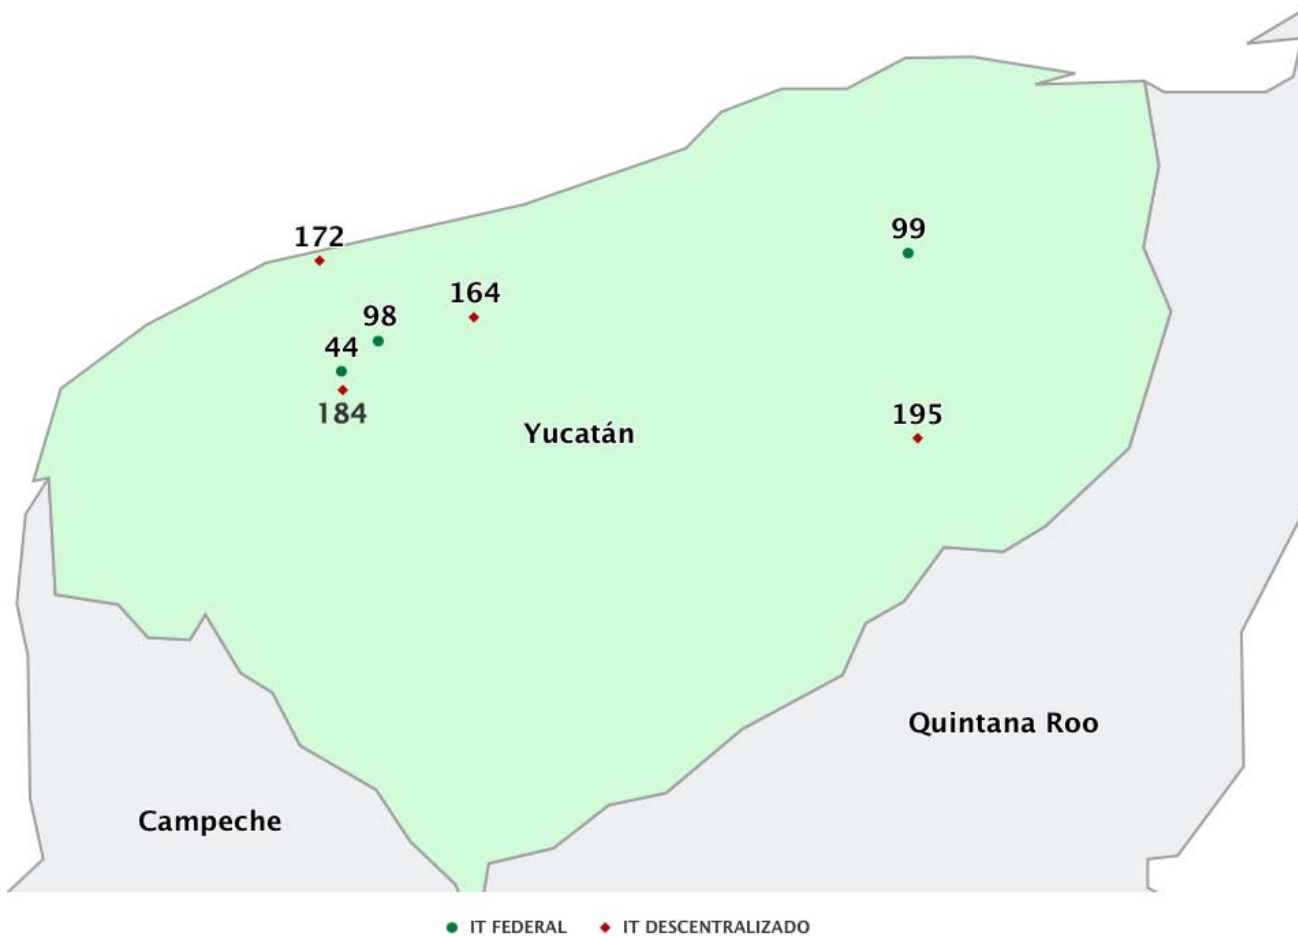 172
99
164
98
44
184
195
Yucatán
Quintana Roo
Campeche
IT FEDERAL
IT DESCENTRALIZADO